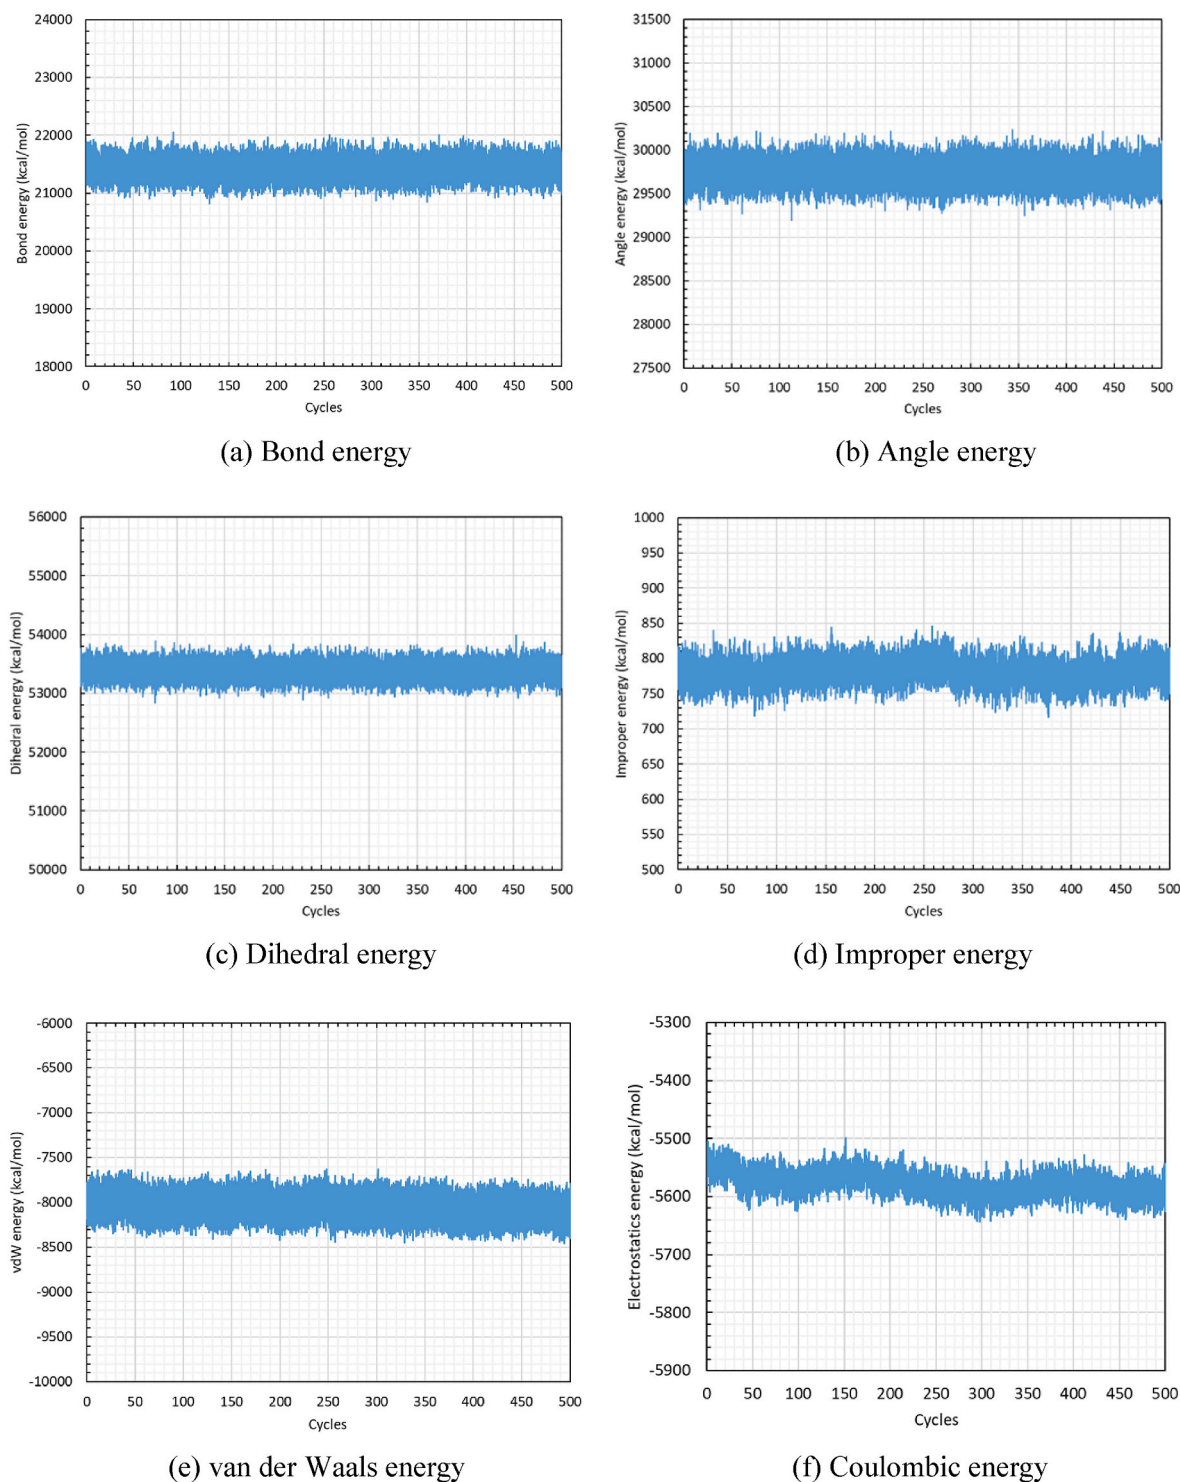 24000
23000
22000
21000
20000
19000
18000
Bond energy (kcal/mol)
0 50 100 150 200 250 300 350 400 450 500
Cycles
(a) Bond energy
31500
31000
30500
30000
29500
29000
28500
28000
27500
Angle energy (kcal/mol)
0 50 100 150 200 250 300 350 400 450 500
Cycles
(b) Angle energy
56000
55000
54000
53000
52000
51000
50000
Dihedral energy (kcal/mol)
0 50 100 150 200 250 300 350 400 450 500
Cycles
(c) Dihedral energy
1000
950
900
850
800
750
700
650
600
550
500
Improper energy (kcal/mol)
0 50 100 150 200 250 300 350 400 450 500
Cycles
(d) Improper energy
-6000
-6500
-7000
-7500
-8000
-8500
-9000
-9500
-10000
vdW energy (kcal/mol)
0 50 100 150 200 250 300 350 400 450 500
Cycles
(e) van der Waals energy
-5300
-5400
-5500
-5600
-5700
-5800
-5900
Electrostatics energy (kcal/mol)
0 50 100 150 200 250 300 350 400 450 500
Cycles
(f) Coulombic energy